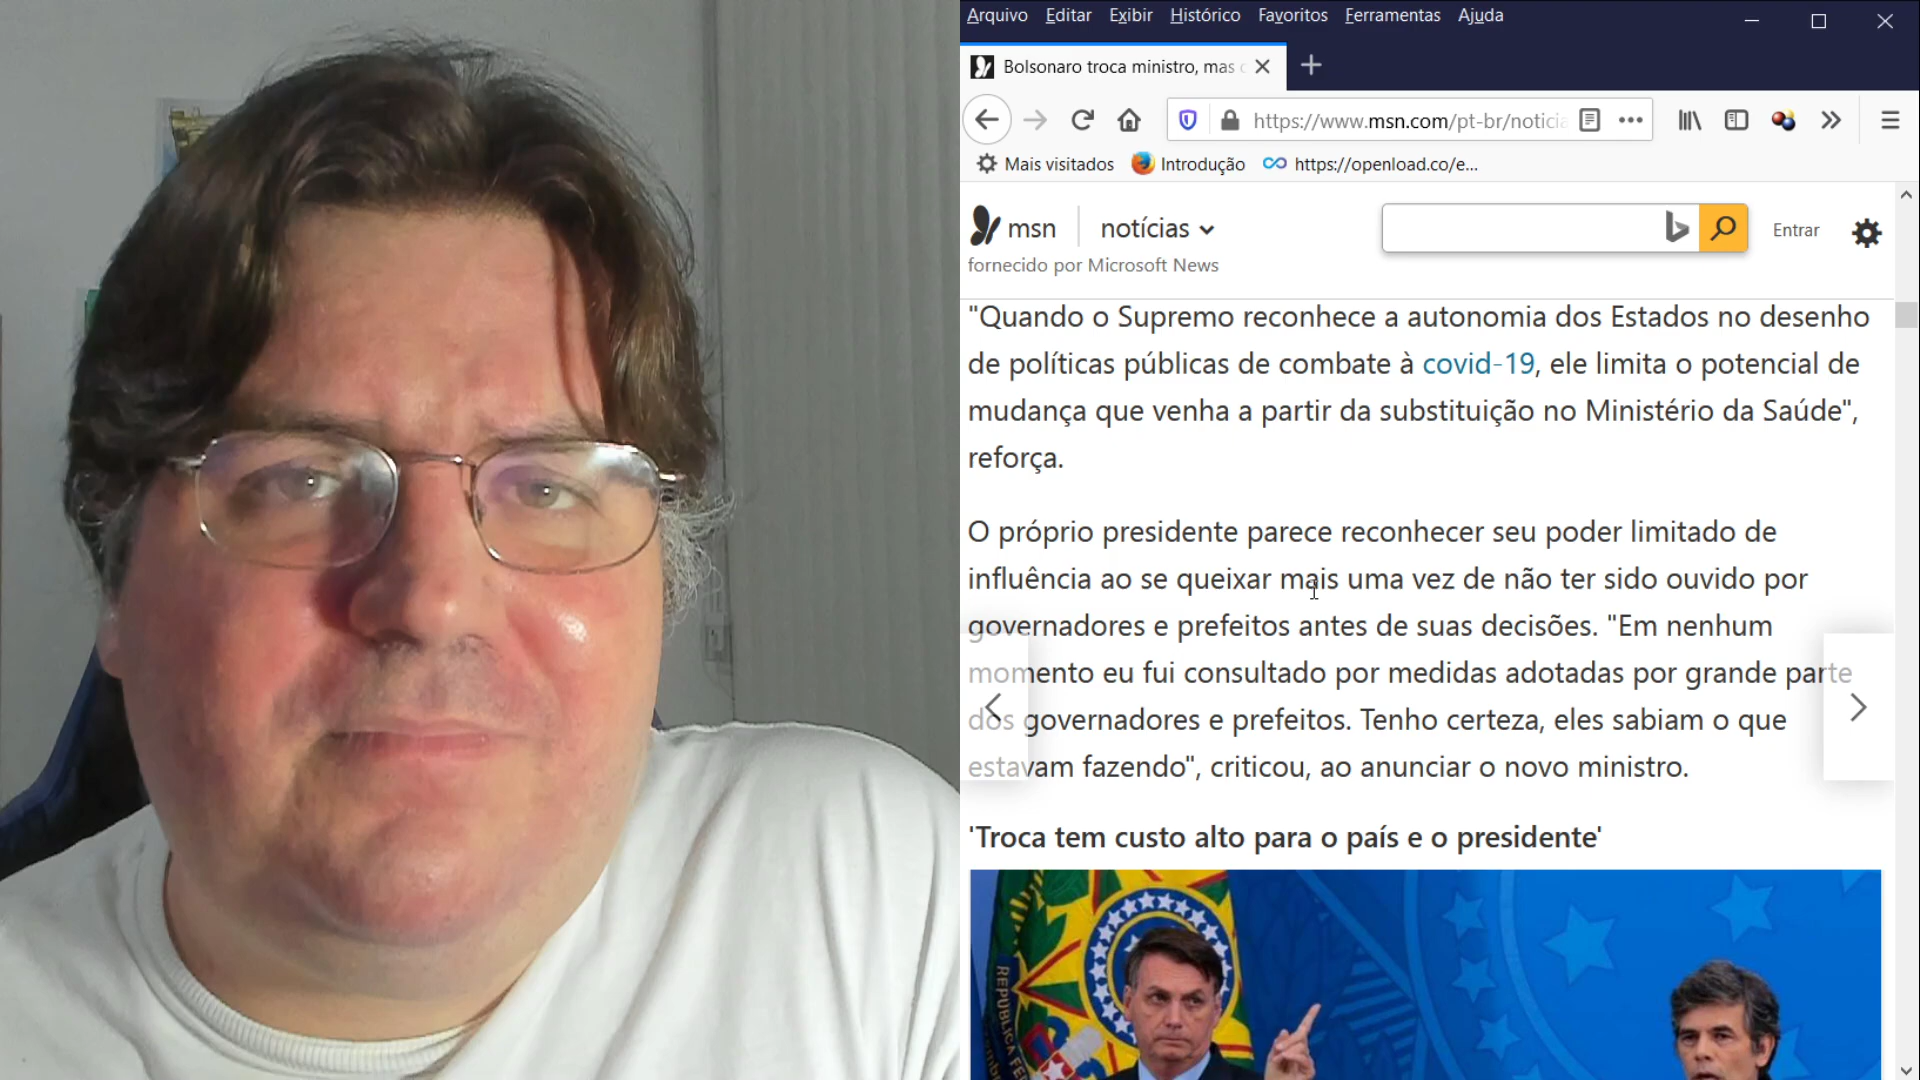 Arquivo Editar Exibir Histórico Favoritos Ferramentas Ajuda
Bolsonaro troca ministro, mas
https://www.msn.com/pt-br/noticia
Mais visitados Introdução https://openload.co/e...
msn notícias Entrar
fornecido por Microsoft News
"Quando o Supremo reconhece a autonomia dos Estados no desenho
de políticas públicas de combate à covid-19, ele limita o potencial de
mudança que venha a partir da substituição no Ministério da Saúde",
reforça.
O próprio presidente parece reconhecer seu poder limitado de
influência ao se queixar mais uma vez de não ter sido ouvido por
governadores e prefeitos antes de suas decisões. "Em nenhum
momento eu fui consultado por medidas adotadas por grande parte
dos governadores e prefeitos. Tenho certeza, eles sabiam o que
estavam fazendo", criticou, ao anunciar o novo ministro.
'Troca tem custo alto para o país e o presidente'
REPÚBLICA